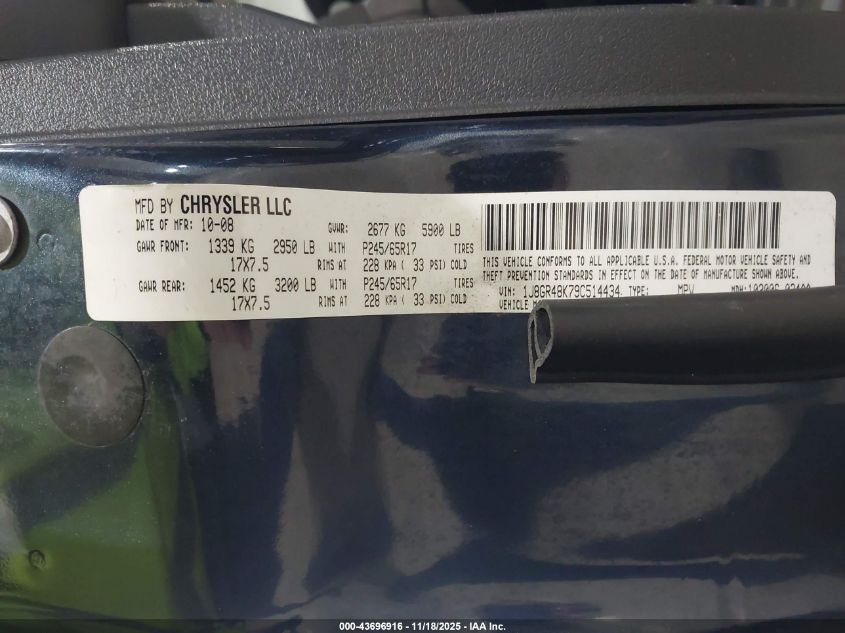 MFD BY CHRYSLER LLC
DATE OF MFR: 10-08 GVWR: 2677 KG 5900 LB
GAWR FRONT: 1339 KG 2950 LB WITH P245/65R17 TIRES
17X7.5 RIMS AT 228 KPA ( 33 PSI) COLD
GAWR REAR: 1452 KG 3200 LB WITH P245/65R17 TIRES
17X7.5 RIMS AT 228 KPA ( 33 PSI) COLD
THIS VEHICLE CONFORMS TO ALL APPLICABLE U.S.A. FEDERAL MOTOR VEHICLE SAFETY AND
THEFT PREVENTION STANDARDS IN EFFECT ON THE DATE OF MANUFACTURE SHOWN ABOVE.
VIN: 1J8GR48K79C514434 TYPE: MPV MDH:
VEHICLE
000-43696916 - 11/18/2025 - IAA Inc.